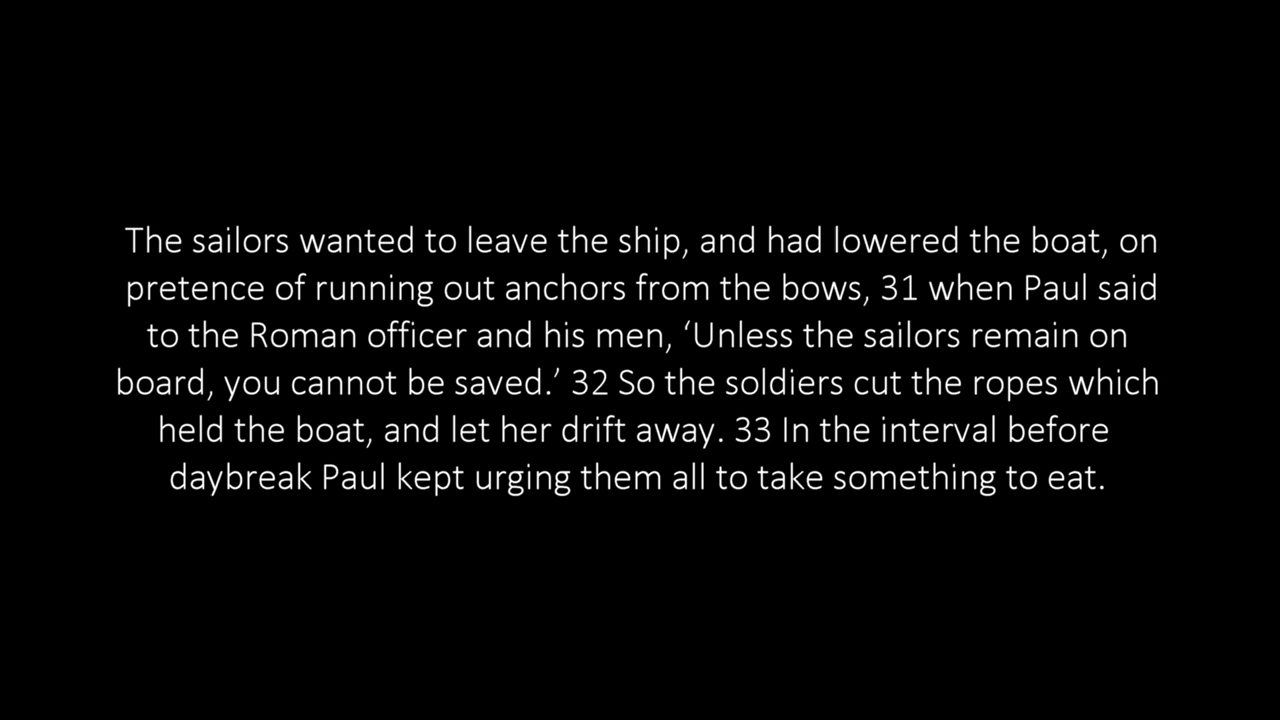 The sailors wanted to leave the ship, and had lowered the boat, on
pretence of running out anchors from the bows, 31 when Paul said
to the Roman officer and his men, ‘Unless the sailors remain on
board, you cannot be saved.’ 32 So the soldiers cut the ropes which
held the boat, and let her drift away. 33 In the interval before
daybreak Paul kept urging them all to take something to eat.